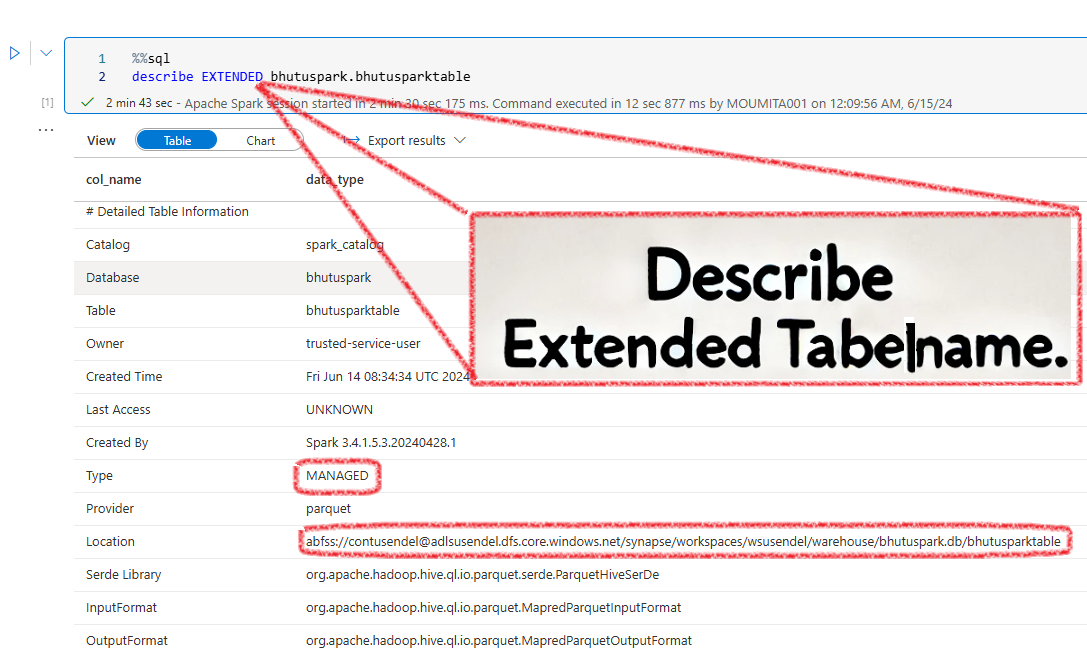 1 %%sql
2 describe EXTENDED bhutuspark.bhutusparktable
[1] 2 min 43 sec - Apache Spark session started in 2 min 30 sec 175 ms. Command executed in 12 sec 877 ms by MOUMITA001 on 12:09:56 AM, 6/15/24
View Table Chart Export results
col_name data_type
# Detailed Table Information
Catalog spark_catalog
Database bhutuspark
Table bhutusparktable
Owner trusted-service-user
Created Time Fri Jun 14 08:34:34 UTC 2024
Last Access UNKNOWN
Created By Spark 3.4.1.5.3.20240428.1
Type MANAGED
Provider parquet
Location abfss://contusendel@adlsusendel.dfs.core.windows.net/synapse/workspaces/wsusendel/warehouse/bhutuspark.db/bhutusparktable
Serde Library org.apache.hadoop.hive.ql.io.parquet.serde.ParquetHiveSerDe
InputFormat org.apache.hadoop.hive.ql.io.parquet.MapredParquetInputFormat
OutputFormat org.apache.hadoop.hive.ql.io.parquet.MapredParquetOutputFormat
Describe
Extended Tabe|name.